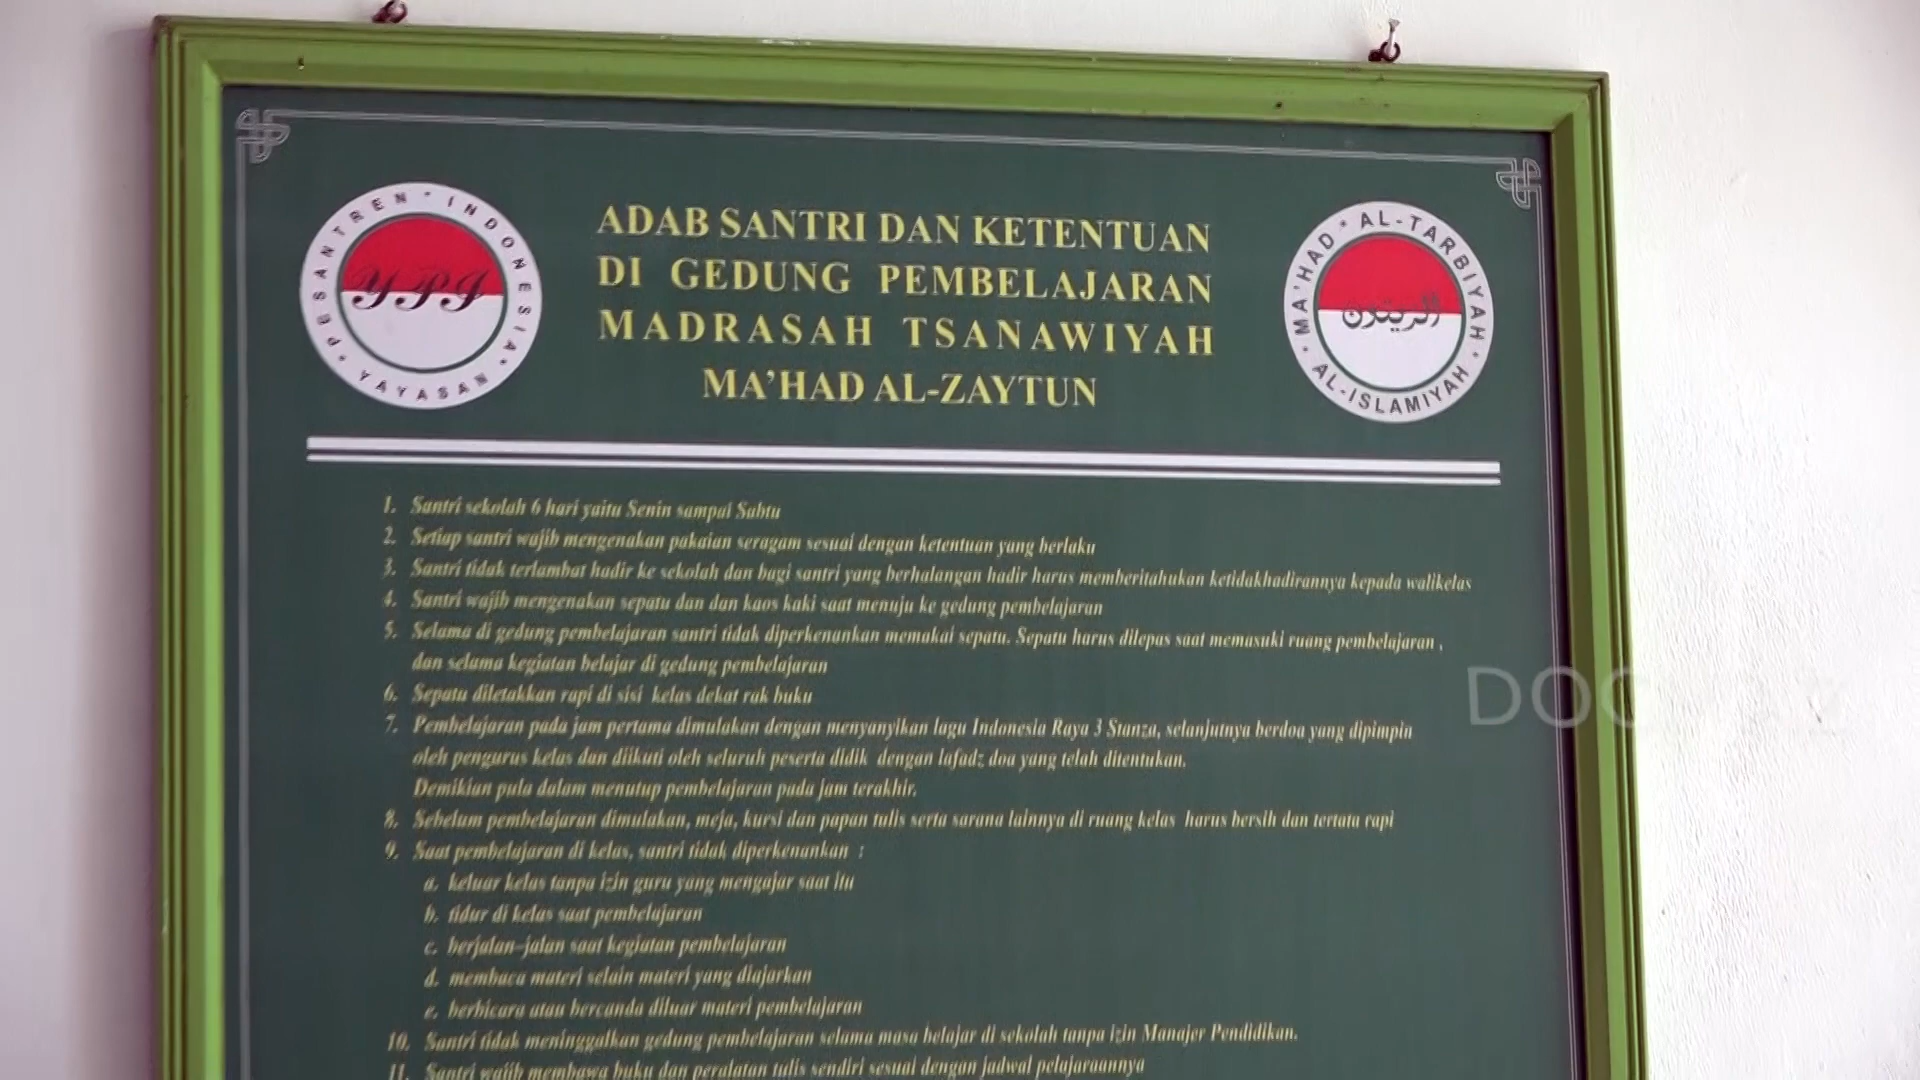 YAYASAN * PESANTREN * INDONESIA *
YPI
ADAB SANTRI DAN KETENTUAN
DI GEDUNG PEMBELAJARAN
MADRASAH TSANAWIYAH
MA'HAD AL-ZAYTUN
MA'HAD * AL-TARBIYAH * AL-ISLAMIYAH *
الزيتون
1. Santri sekolah 6 hari yaitu Senin sampai Sabtu
2. Setiap santri wajib mengenakan pakaian seragam sesuai dengan ketentuan yang berlaku
3. Santri tidak terlambat hadir ke sekolah dan bagi santri yang berhalangan hadir harus memberitahukan ketidakhadirannya kepada walikelas
4. Santri wajib mengenakan sepatu dan dan kaos kaki saat menuju ke gedung pembelajaran
5. Selama di gedung pembelajaran santri tidak diperkenankan memakai sepatu. Sepatu harus dilepas saat memasuki ruang pembelajaran ,
dan selama kegiatan belajar di gedung pembelajaran
6. Sepatu diletakkan rapi di sisi kelas dekat rak buku
7. Pembelajaran pada jam pertama dimulakan dengan menyanyikan lagu Indonesia Raya 3 Stanza, selanjutnya berdoa yang dipimpin
oleh pengurus kelas dan diikuti oleh seluruh peserta didik dengan lafadz doa yang telah ditentukan.
Demikian pula dalam menutup pembelajaran pada jam terakhir.
8. Sebelum pembelajaran dimulakan, meja, kursi dan papan tulis serta sarana lainnya di ruang kelas harus bersih dan tertata rapi
9. Saat pembelajaran di kelas, santri tidak diperkenankan :
a. keluar kelas tanpa izin guru yang mengajar saat itu
b. tidur di kelas saat pembelajaran
c. berjalan-jalan saat kegiatan pembelajaran
d. membaca materi selain materi yang diajarkan
e. berbicara atau bercanda diluar materi pembelajaran
10. Santri tidak meninggalkan gedung pembelajaran selama masa belajar di sekolah tanpa izin Manajer Pendidikan.
11. Santri wajib membawa buku dan peralatan tulis sendiri sesuai dengan jadwal pelajaraannya